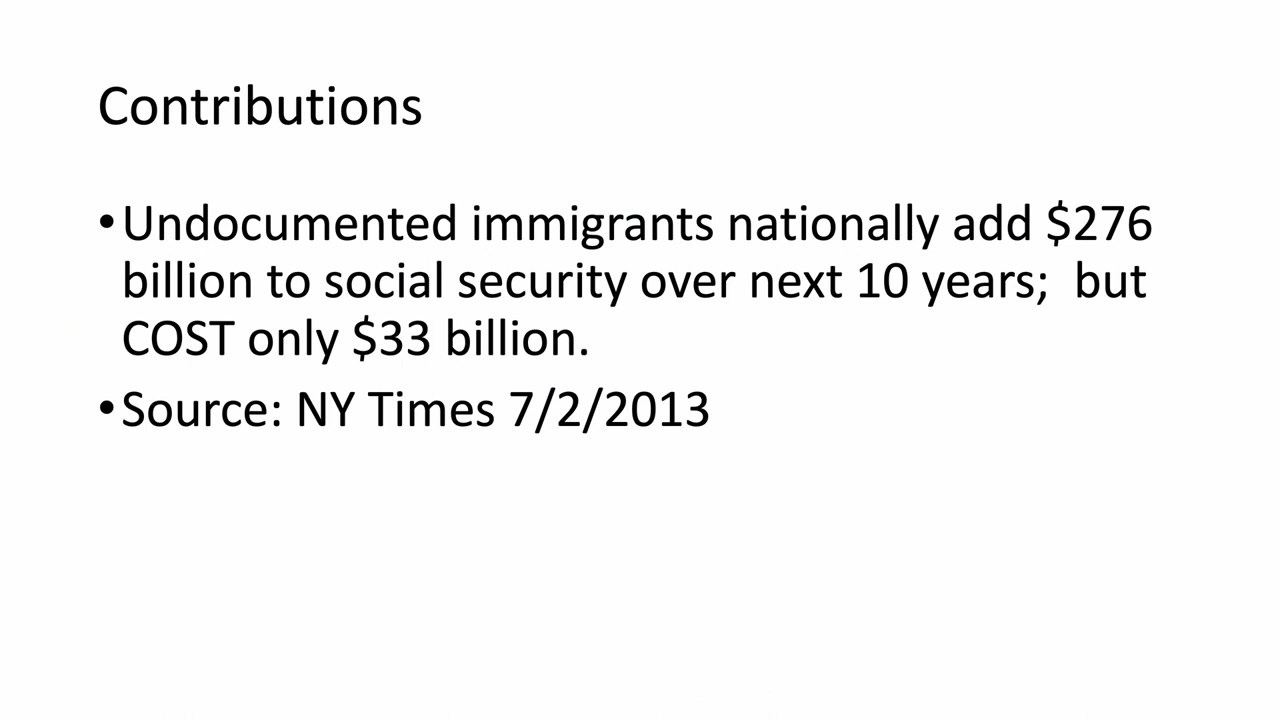 Contributions
•Undocumented immigrants nationally add $276
billion to social security over next 10 years;  but
COST only $33 billion.
•Source: NY Times 7/2/2013